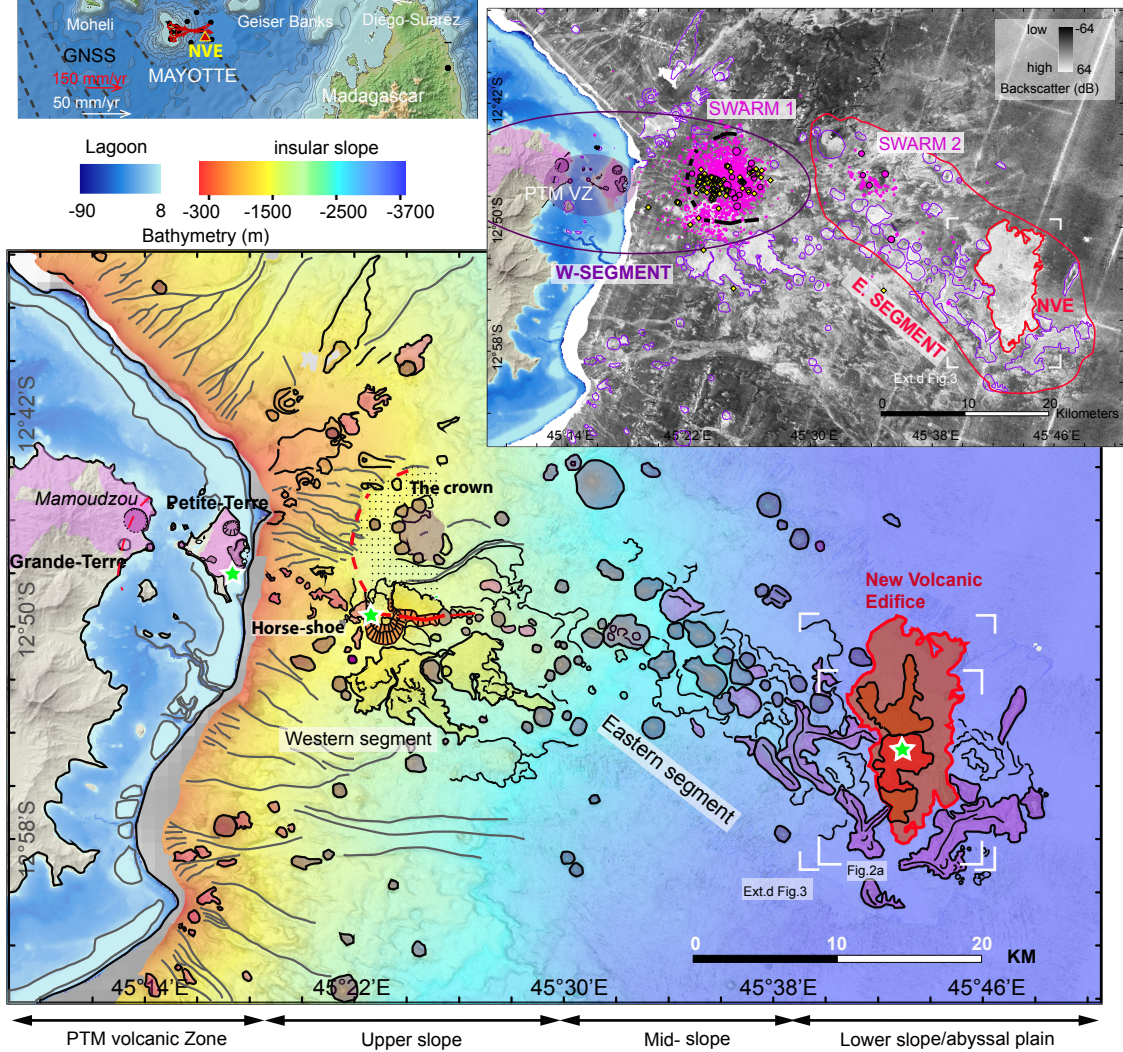 Moheli
Geiser Banks
Diego-Suarez
GNSS
NVE
MAYOTTE
150 mm/yr
50 mm/yr
Madagascar
Lagoon
insular slope
-90
8
-300
-1500
-2500
-3700
Bathymetry (m)
low
-64
high
64
Backscatter (dB)
12°42'S
12°50'S
12°58'S
SWARM 1
SWARM 2
PTM VZ
W-SEGMENT
E. SEGMENT
NVE
Ext.d Fig.3
0
10
20
Kilometers
45°14'E
45°22'E
45°30'E
45°38'E
45°46'E
12°42'S
12°50'S
12°58'S
Mamoudzou
Petite-Terre
The crown
Grande-Terre
Horse-shoe
New Volcanic
Edifice
Western segment
Eastern segment
Fig.2a
Ext.d Fig.3
0
10
20
KM
45°14'E
45°22'E
45°30'E
45°38'E
45°46'E
PTM volcanic Zone
Upper slope
Mid- slope
Lower slope/abyssal plain